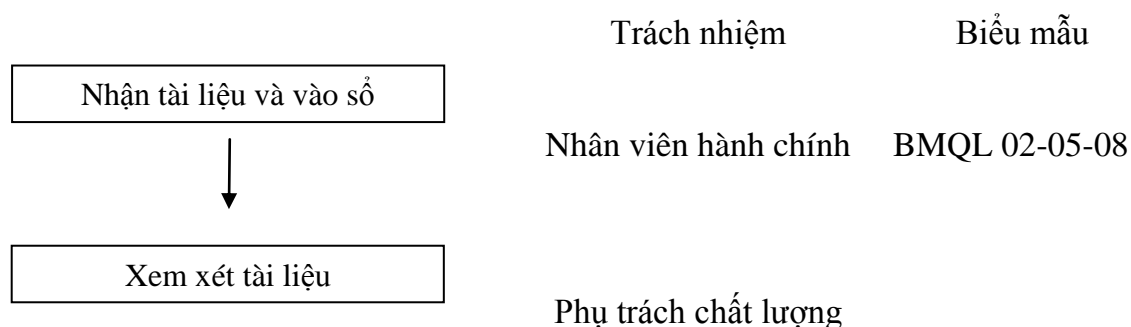 Trách nhiệm Biểu mẫu
Nhận tài liệu và vào sổ
Nhân viên hành chính BMQL 02-05-08
Xem xét tài liệu
Phụ trách chất lượng